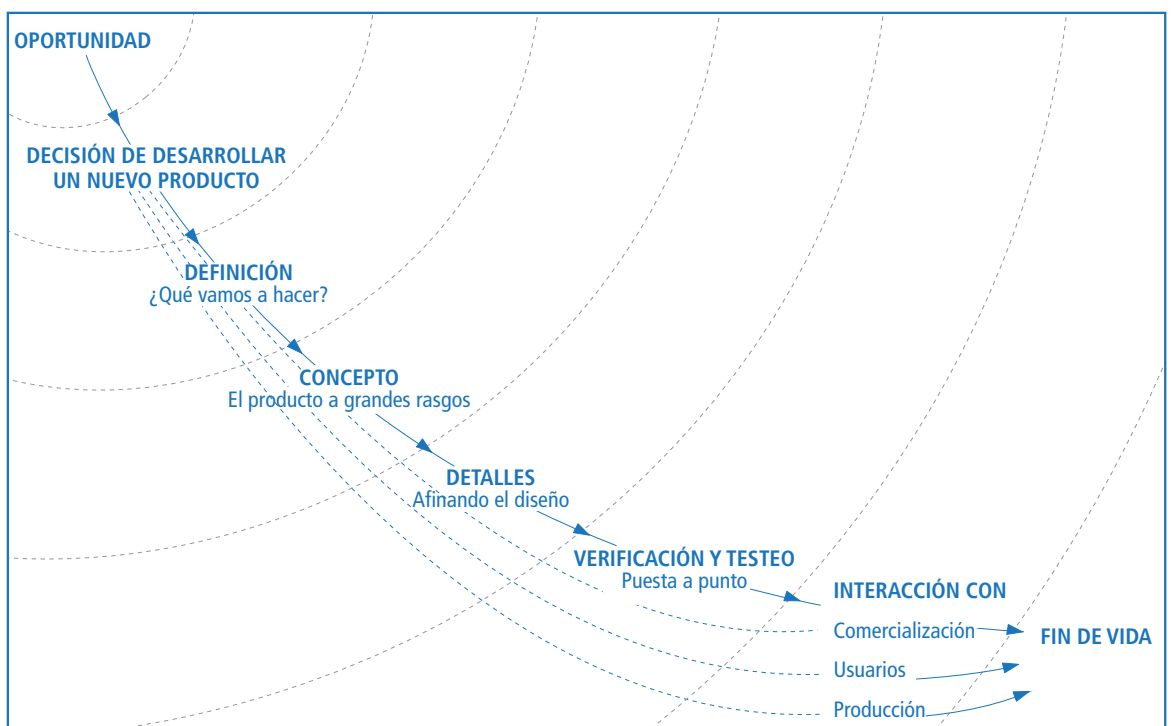 OPORTUNIDAD
DECISIÓN DE DESARROLLAR
UN NUEVO PRODUCTO
DEFINICIÓN
¿Qué vamos a hacer?
CONCEPTO
El producto a grandes rasgos
DETALLES
Afinando el diseño
VERIFICACIÓN Y TESTEO
Puesta a punto
INTERACCIÓN CON
Comercialización
Usuarios
Producción
FIN DE VIDA